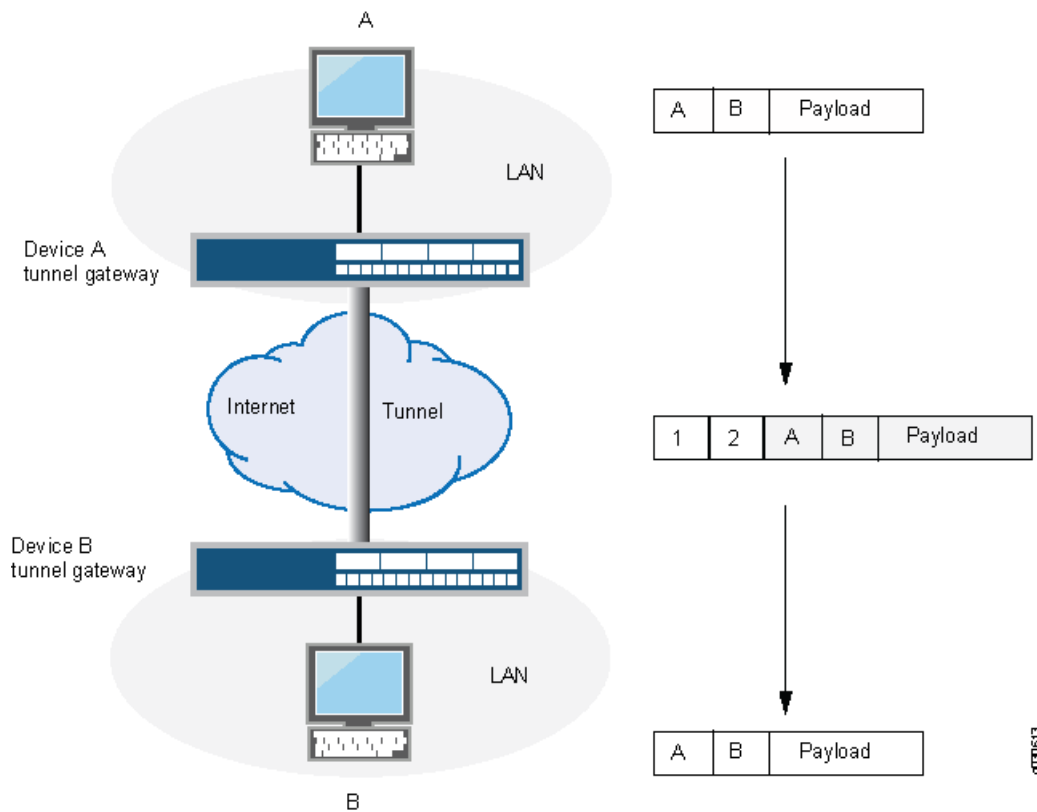 A
A B Payload
LAN
Device A
tunnel gateway
Internet
Tunnel
1 2 A B Payload
Device B
tunnel gateway
LAN
A B Payload
B